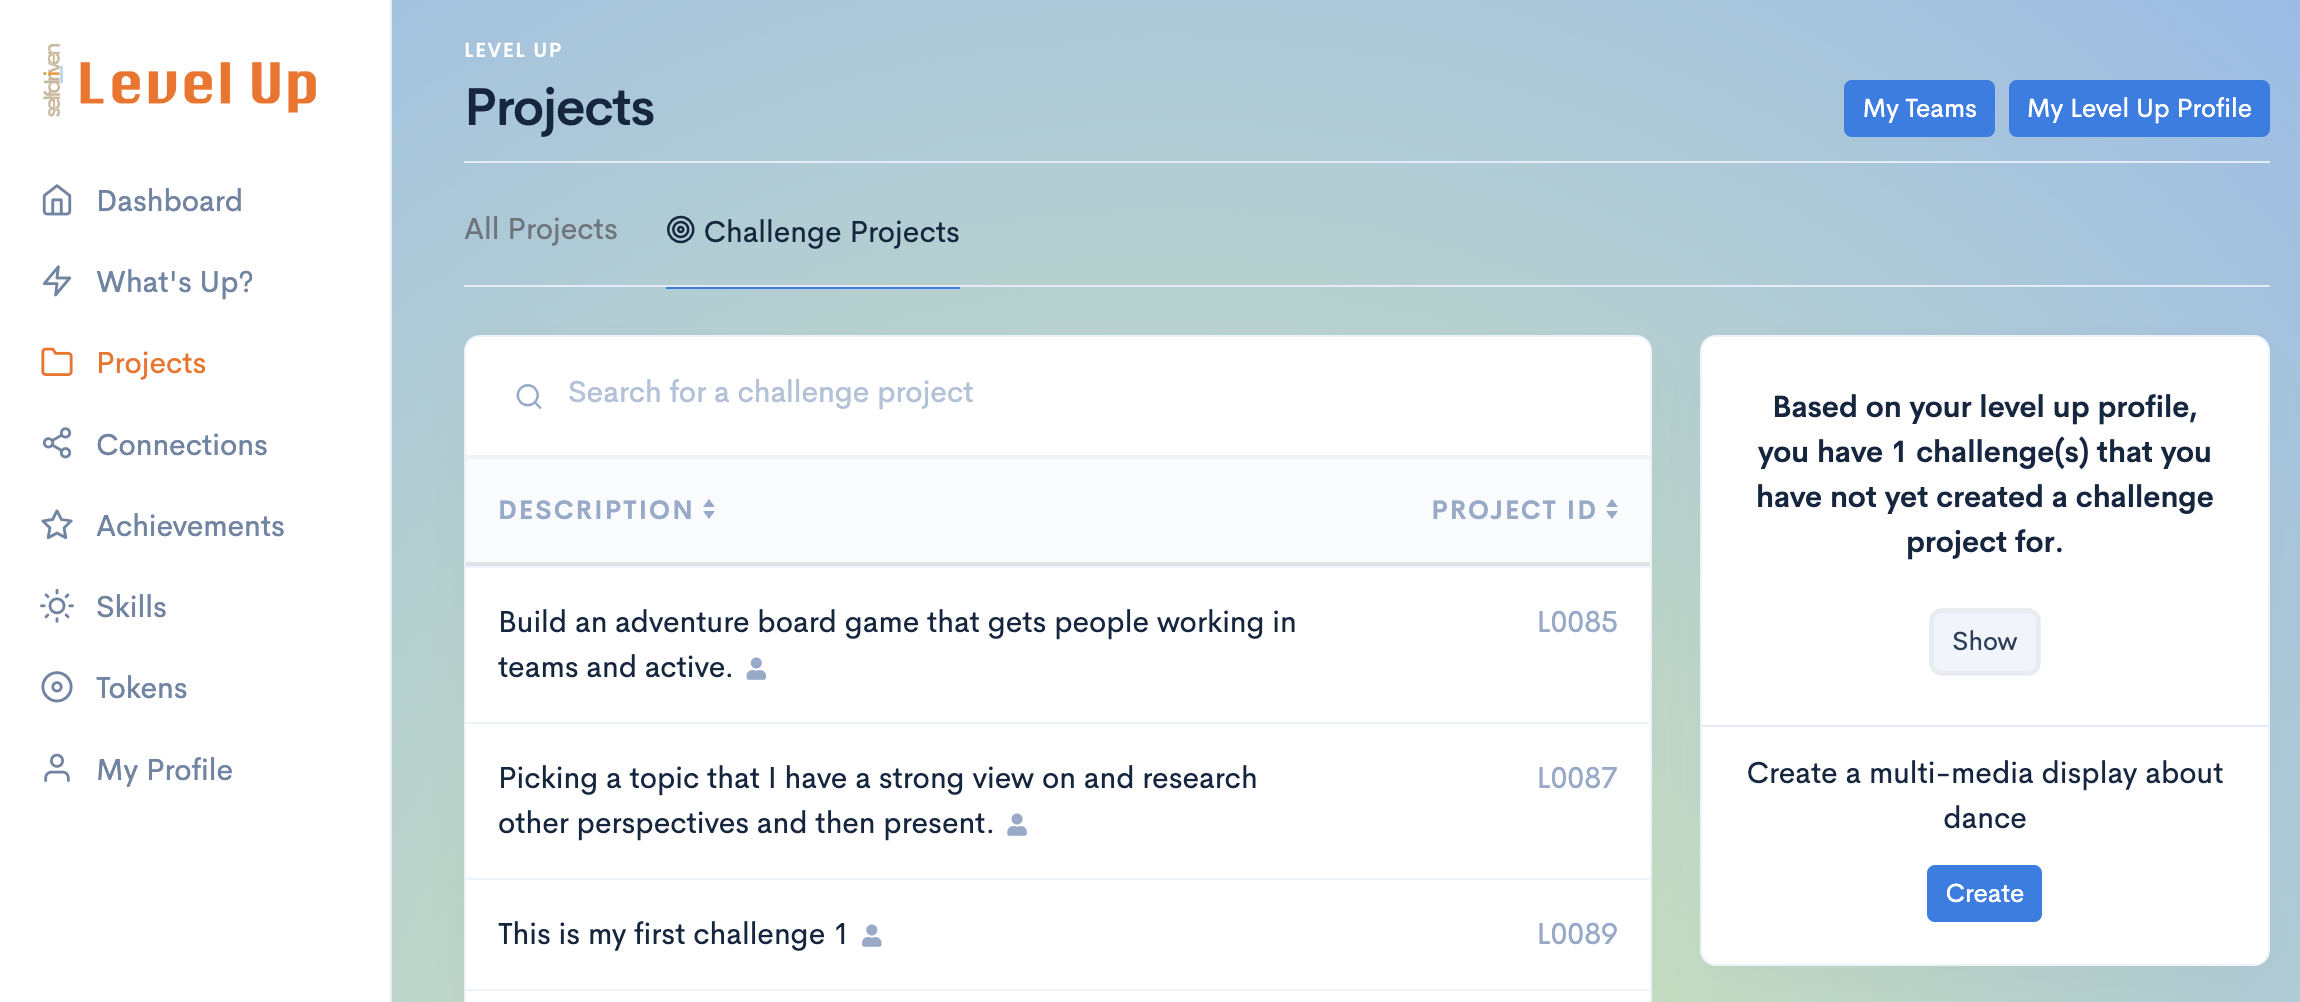 selfdriven
Level Up
Dashboard
What's Up?
Projects
Connections
Achievements
Skills
Tokens
My Profile
LEVEL UP
Projects
My Teams
My Level Up Profile
All Projects
Challenge Projects
Search for a challenge project
DESCRIPTION
PROJECT ID
Build an adventure board game that gets people working in
teams and active.
L0085
Picking a topic that I have a strong view on and research
other perspectives and then present.
L0087
This is my first challenge 1
L0089
Based on your level up profile,
you have 1 challenge(s) that you
have not yet created a challenge
project for.
Show
Create a multi-media display about
dance
Create